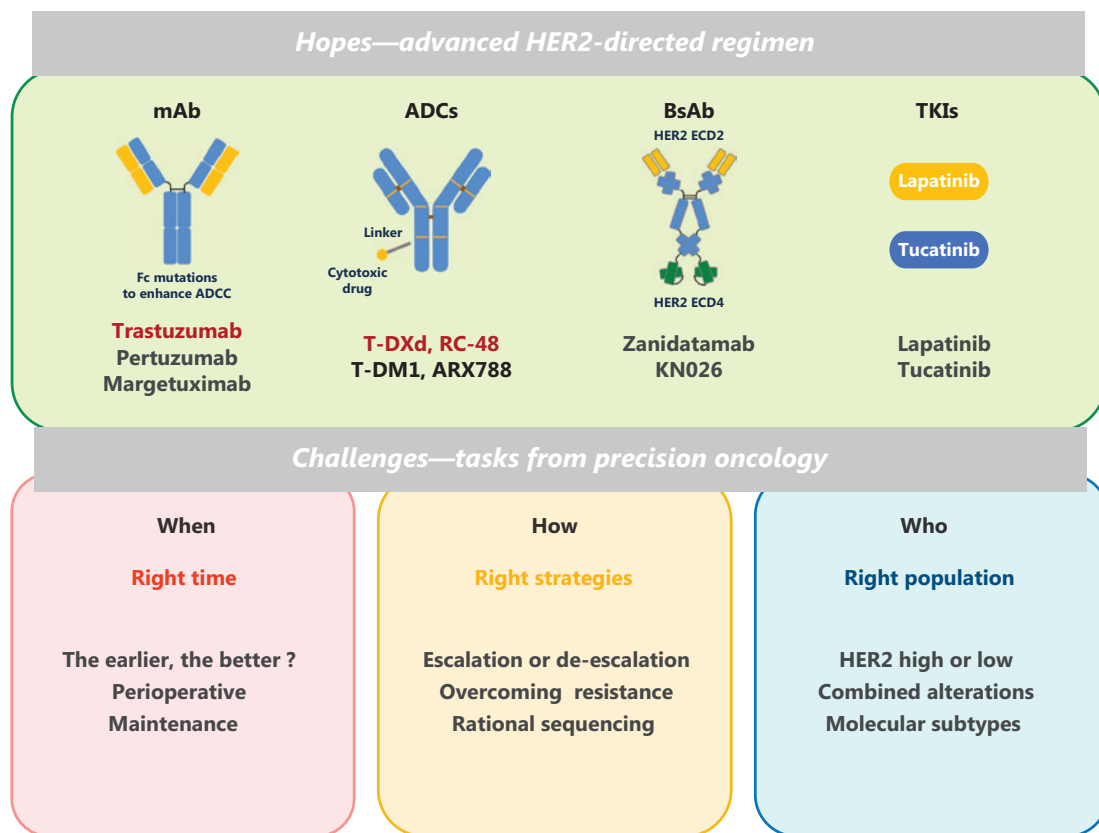 Hopes—advanced HER2-directed regimen
mAb
Fc mutations
to enhance ADCC
Trastuzumab
Pertuzumab
Margetuximab
ADCs
Linker
Cytotoxic
drug
T-DXd, RC-48
T-DM1, ARX788
BsAb
HER2 ECD2
HER2 ECD4
Zanidatamab
KN026
TKIs
Lapatinib
Tucatinib
Lapatinib
Tucatinib
Challenges—tasks from precision oncology
When
Right time
The earlier, the better ?
Perioperative
Maintenance
How
Right strategies
Escalation or de-escalation
Overcoming resistance
Rational sequencing
Who
Right population
HER2 high or low
Combined alterations
Molecular subtypes